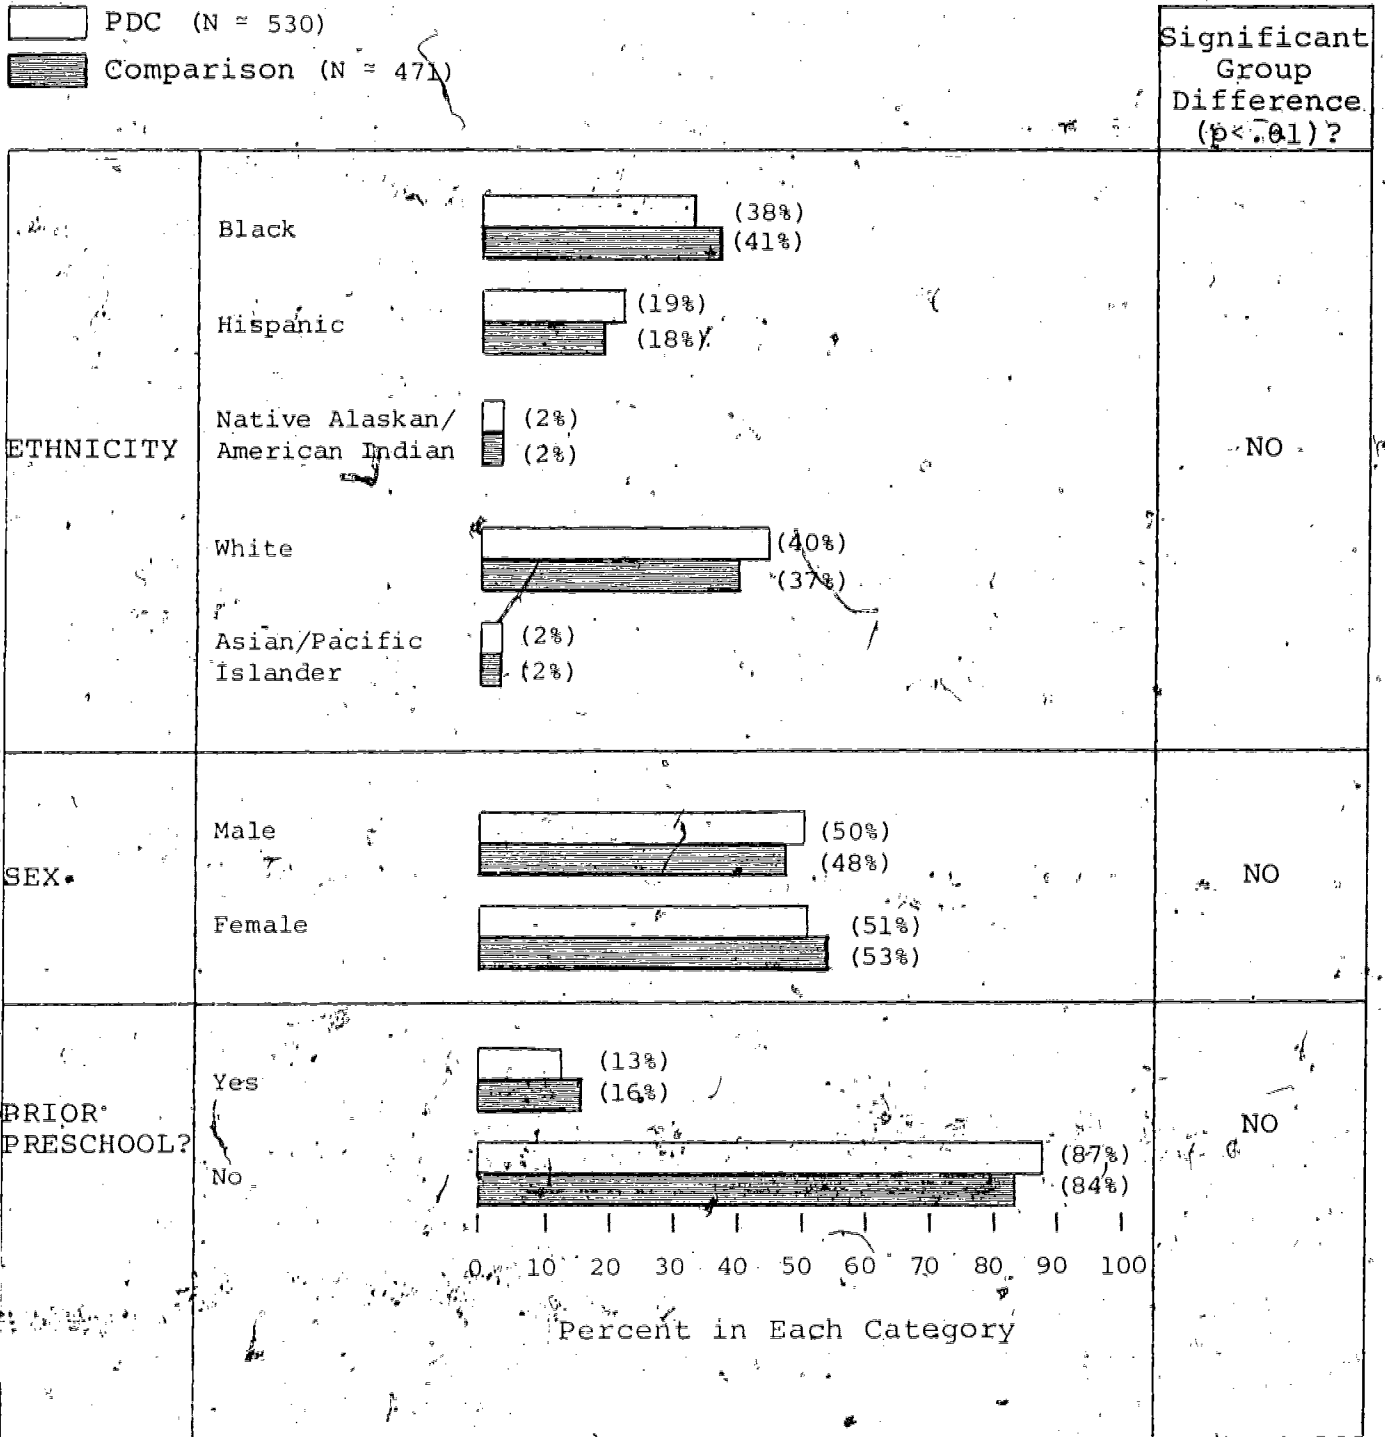 PDC (N ≃ 530)
Comparison (N ≃ 471)
Significant
Group
Difference
(p<.01)?
ETHNICITY
Black
(38%)
(41%)
Hispanic
(19%)
(18%)
Native Alaskan/
American Indian
(2%)
(2%)
NO
White
(40%)
(37%)
Asian/Pacific
Islander
(2%)
(2%)
SEX
Male
(50%)
(48%)
NO
Female
(51%)
(53%)
PRIOR
PRESCHOOL?
Yes
(13%)
(16%)
NO
No
(87%)
(84%)
0 10 20 30 40 50 60 70 80 90 100
Percent in Each Category